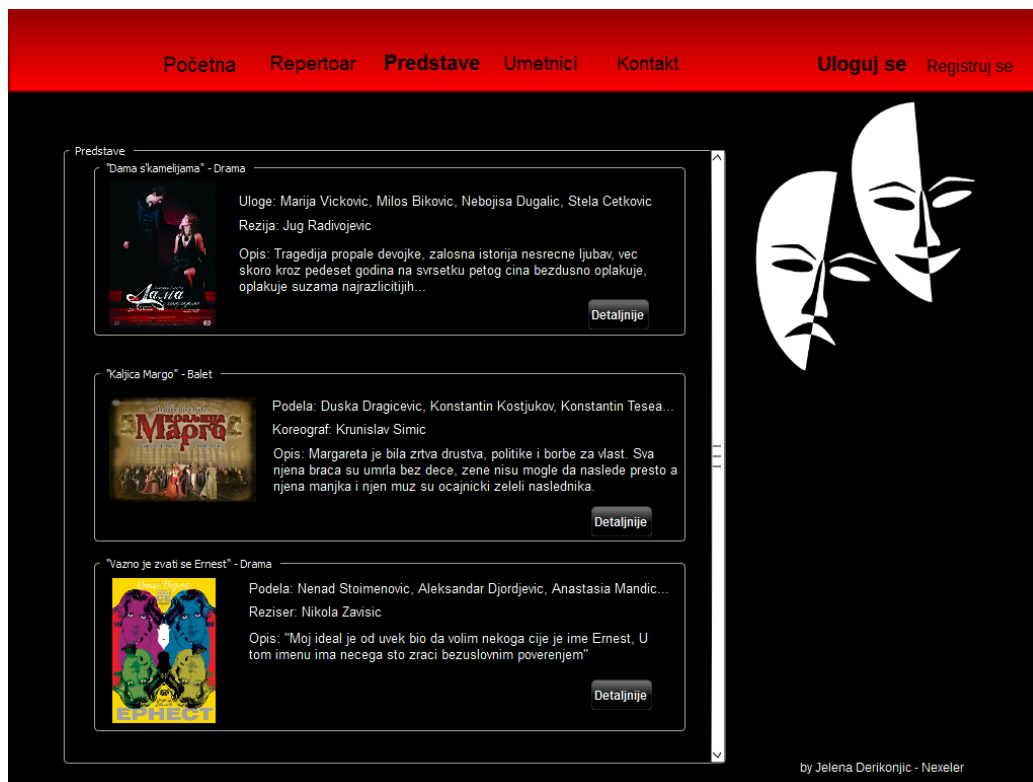 Početna Repertoar Predstave Umetnici Kontakt Uloguj se Registruj se
Predstave
"Dama s'kamelijama" - Drama
Uloge: Marija Vickovic, Milos Bikovic, Nebojisa Dugalic, Stela Cetkovic
Rezija: Jug Radivojevic
Opis: Tragedija propale devojke, zalosna istorija nesrecne ljubav, vec
skoro kroz pedeset godina na svrsetku petog cina bezdusno oplakuje,
oplakuje suzama najrazlicitijih...
Дама
Detaljnije
"Kaljica Margo" - Balet
Краљица
Марго
Podela: Duska Dragicevic, Konstantin Kostjukov, Konstantin Tesea...
Koreograf: Krunislav Simic
Opis: Margareta je bila zrtva drustva, politike i borbe za vlast. Sva
njena braca su umrla bez dece, zene nisu mogle da naslede presto a
njena manjka i njen muz su ocajnicki zeleli naslednika.
Detaljnije
"Vazno je zvati se Ernest" - Drama
Podela: Nenad Stoimenovic, Aleksandar Djordjevic, Anastasia Mandic...
Reziser: Nikola Zavisic
Opis: "Moj ideal je od uvek bio da volim nekoga cije je ime Ernest, U
tom imenu ima necega sto zraci bezuslovnim poverenjem"
ЕРНЕСТ
Detaljnije
by Jelena Derikonjic - Nexeler